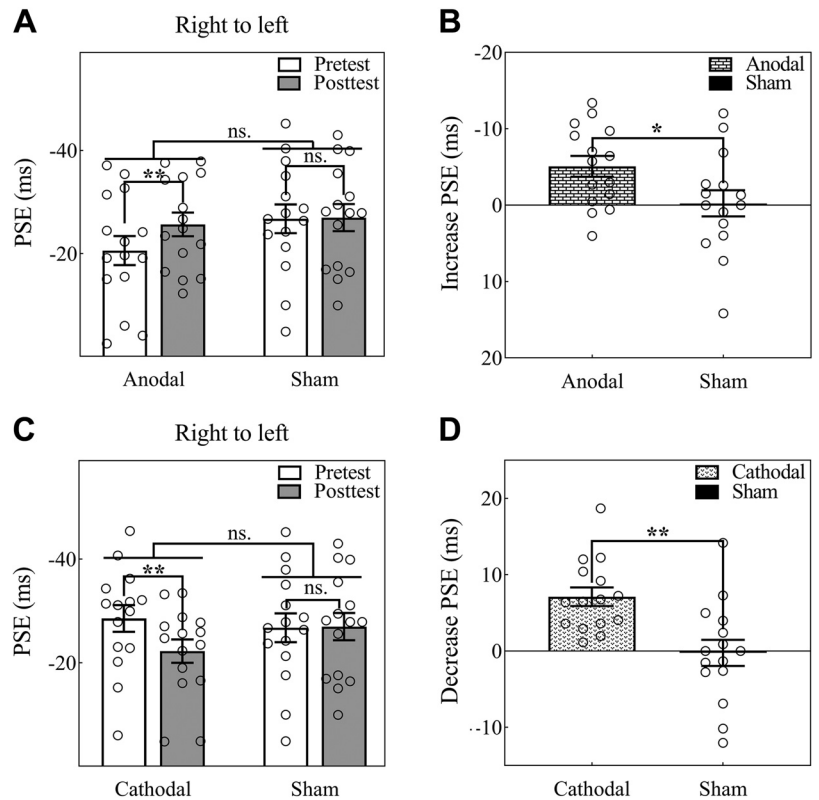 A
Right to left
Pretest
Posttest
ns.
ns.
**
-40
-20
PSE (ms)
Anodal
Sham
B
-20
Anodal
Sham
-10
*
0
10
20
Increase PSE (ms)
Anodal
Sham
C
Right to left
Pretest
Posttest
ns.
**
ns.
-40
-20
PSE (ms)
Cathodal
Sham
D
Cathodal
Sham
20
**
10
0
-10
Decrease PSE (ms)
Cathodal
Sham